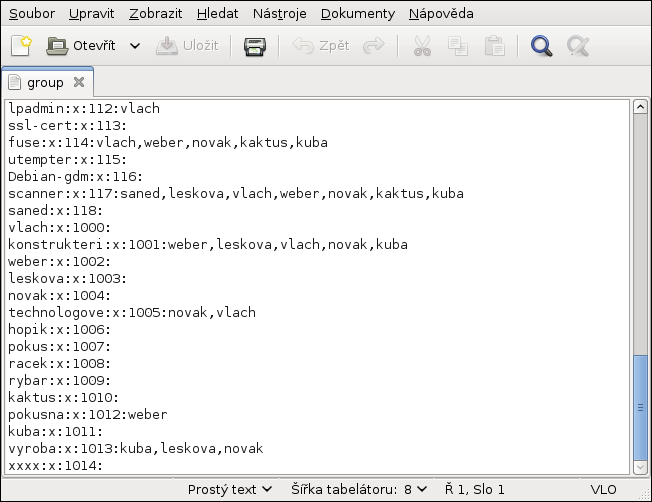 Soubor Upravit Zobrazit Hledat Nástroje Dokumenty Nápověda
Otevřít Uložit Zpět
group
lpadmin:x:112:vlach
ssl-cert:x:113:
fuse:x:114:vlach,weber,novak,kaktus,kuba
utempter:x:115:
Debian-gdm:x:116:
scanner:x:117:saned,leskova,vlach,weber,novak,kaktus,kuba
saned:x:118:
vlach:x:1000:
konstrukteri:x:1001:weber,leskova,vlach,novak,kuba
weber:x:1002:
leskova:x:1003:
novak:x:1004:
technologove:x:1005:novak,vlach
hopik:x:1006:
pokus:x:1007:
racek:x:1008:
rybar:x:1009:
kaktus:x:1010:
pokusna:x:1012:weber
kuba:x:1011:
vyroba:x:1013:kuba,leskova,novak
xxxx:x:1014:
Prostý text Šířka tabelátoru: 8 Ř 1, Slo 1 VLO